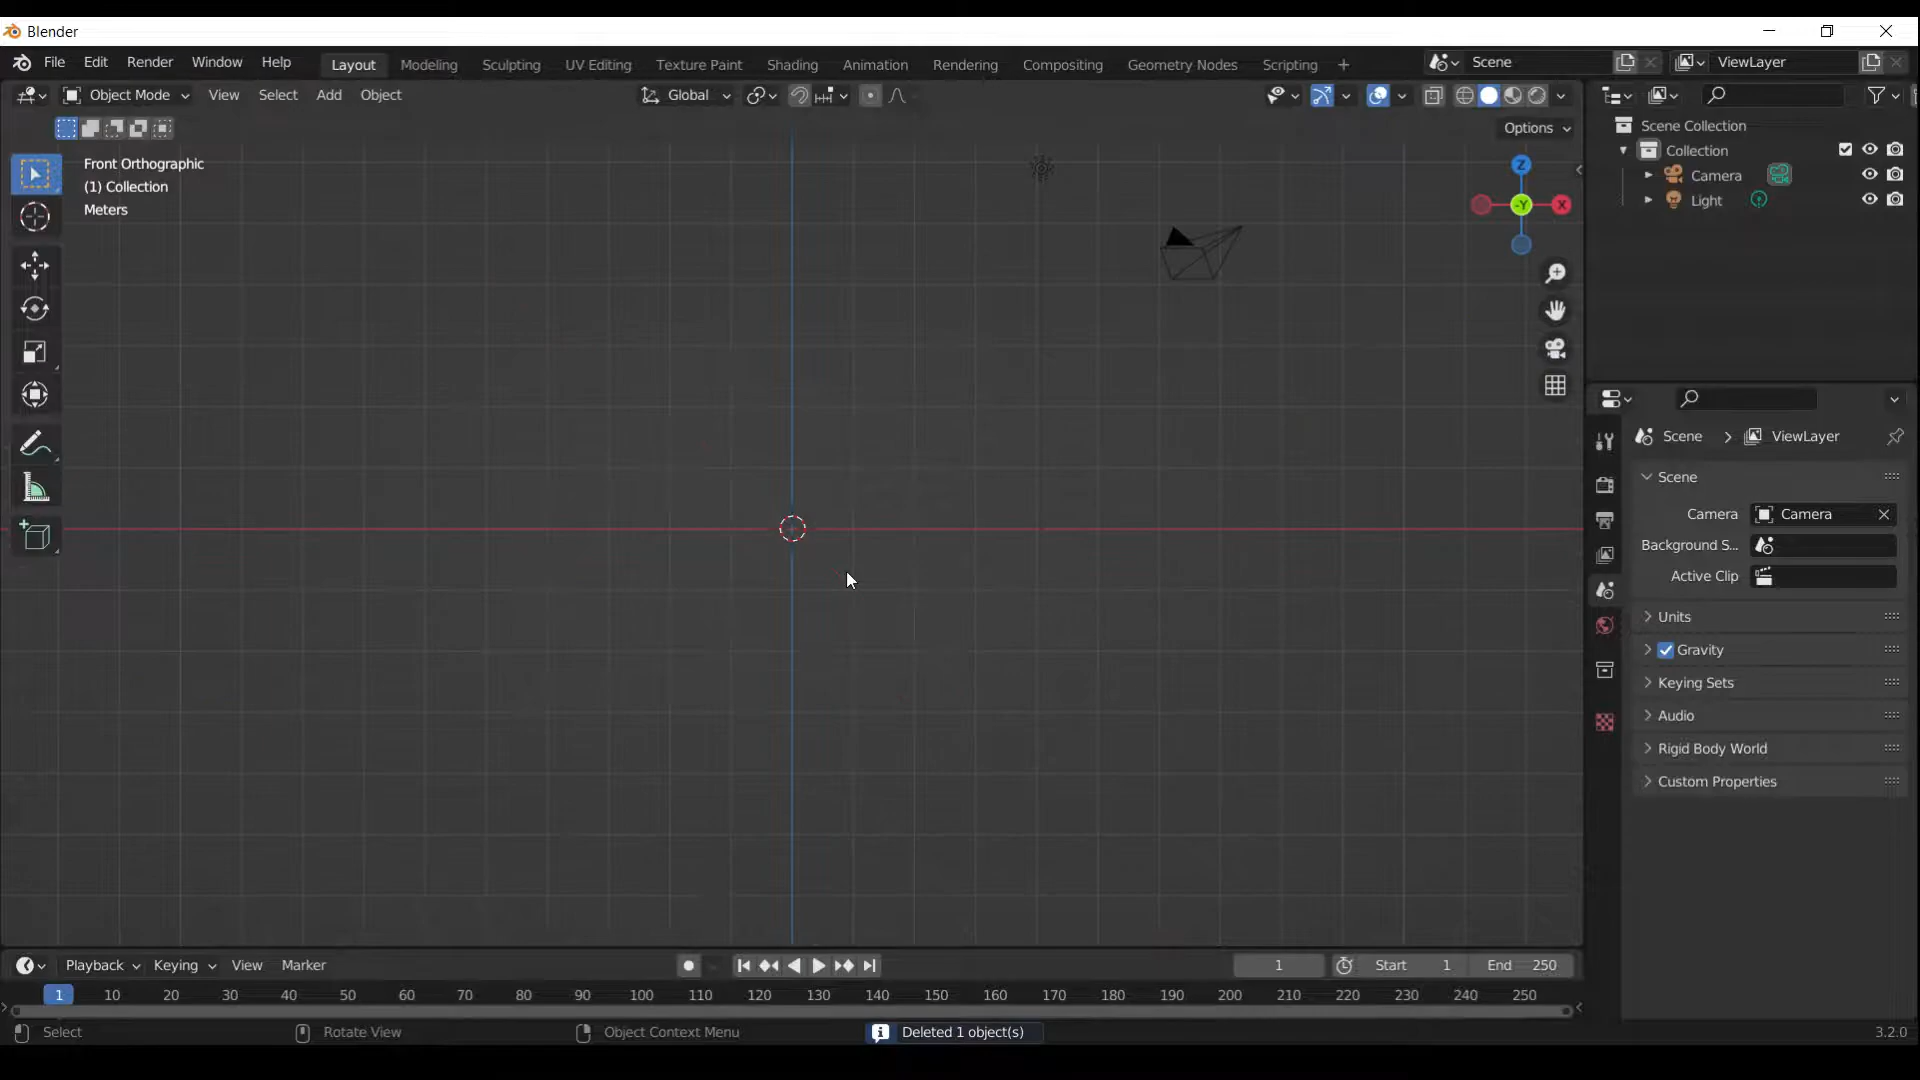 Blender
File Edit Render Window Help Layout Modeling Sculpting UV Editing Texture Paint Shading Animation Rendering Compositing Geometry Nodes Scripting + Scene ViewLayer
Object Mode View Select Add Object Global
Options
Front Orthographic
(1) Collection
Meters
Z
-Y
X
Scene Collection
Collection
Camera
Light
Scene > ViewLayer
Scene
Camera Camera
Background S...
Active Clip
Units
Gravity
Keying Sets
Audio
Rigid Body World
Custom Properties
Playback Keying View Marker 1 Start 1 End 250
1 10 20 30 40 50 60 70 80 90 100 110 120 130 140 150 160 170 180 190 200 210 220 230 240 250
Select Rotate View Object Context Menu Deleted 1 object(s) 3.2.0